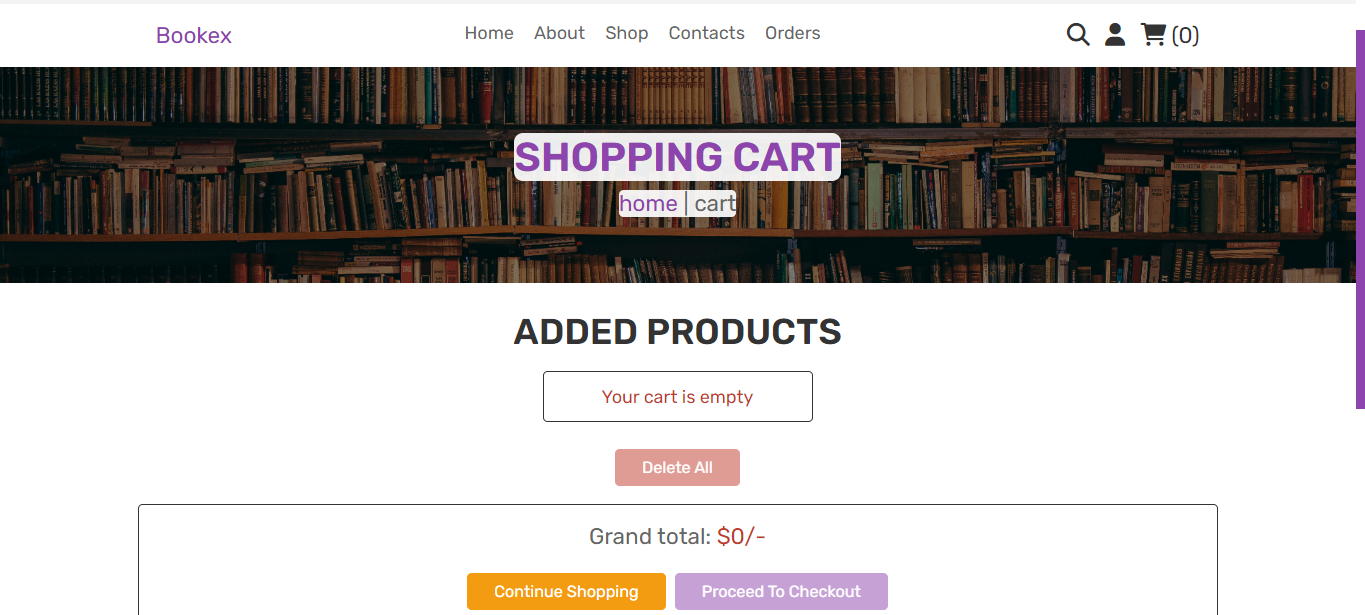 Bookex
Home About Shop Contacts Orders
(0)
SHOPPING CART
home | cart
ADDED PRODUCTS
Your cart is empty
Delete All
Grand total: $0/-
Continue Shopping
Proceed To Checkout